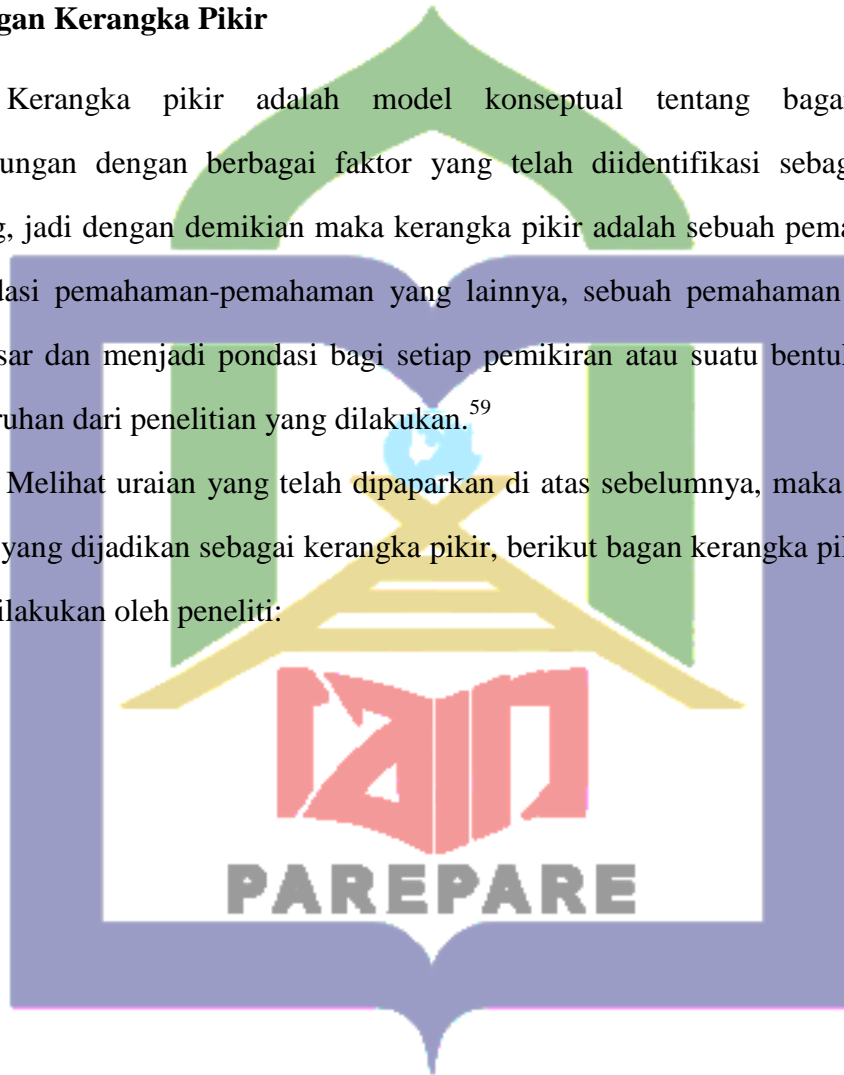 gan Kerangka Pikir
Kerangka pikir adalah model konseptual tentang baga
ungan dengan berbagai faktor yang telah diidentifikasi sebag
g, jadi dengan demikian maka kerangka pikir adalah sebuah pema
dasi pemahaman-pemahaman yang lainnya, sebuah pemahaman
sar dan menjadi pondasi bagi setiap pemikiran atau suatu bentu
ruhan dari penelitian yang dilakukan.59
Melihat uraian yang telah dipaparkan di atas sebelumnya, maka
yang dijadikan sebagai kerangka pikir, berikut bagan kerangka pi
ilakukan oleh peneliti:
iain
PAREPARE